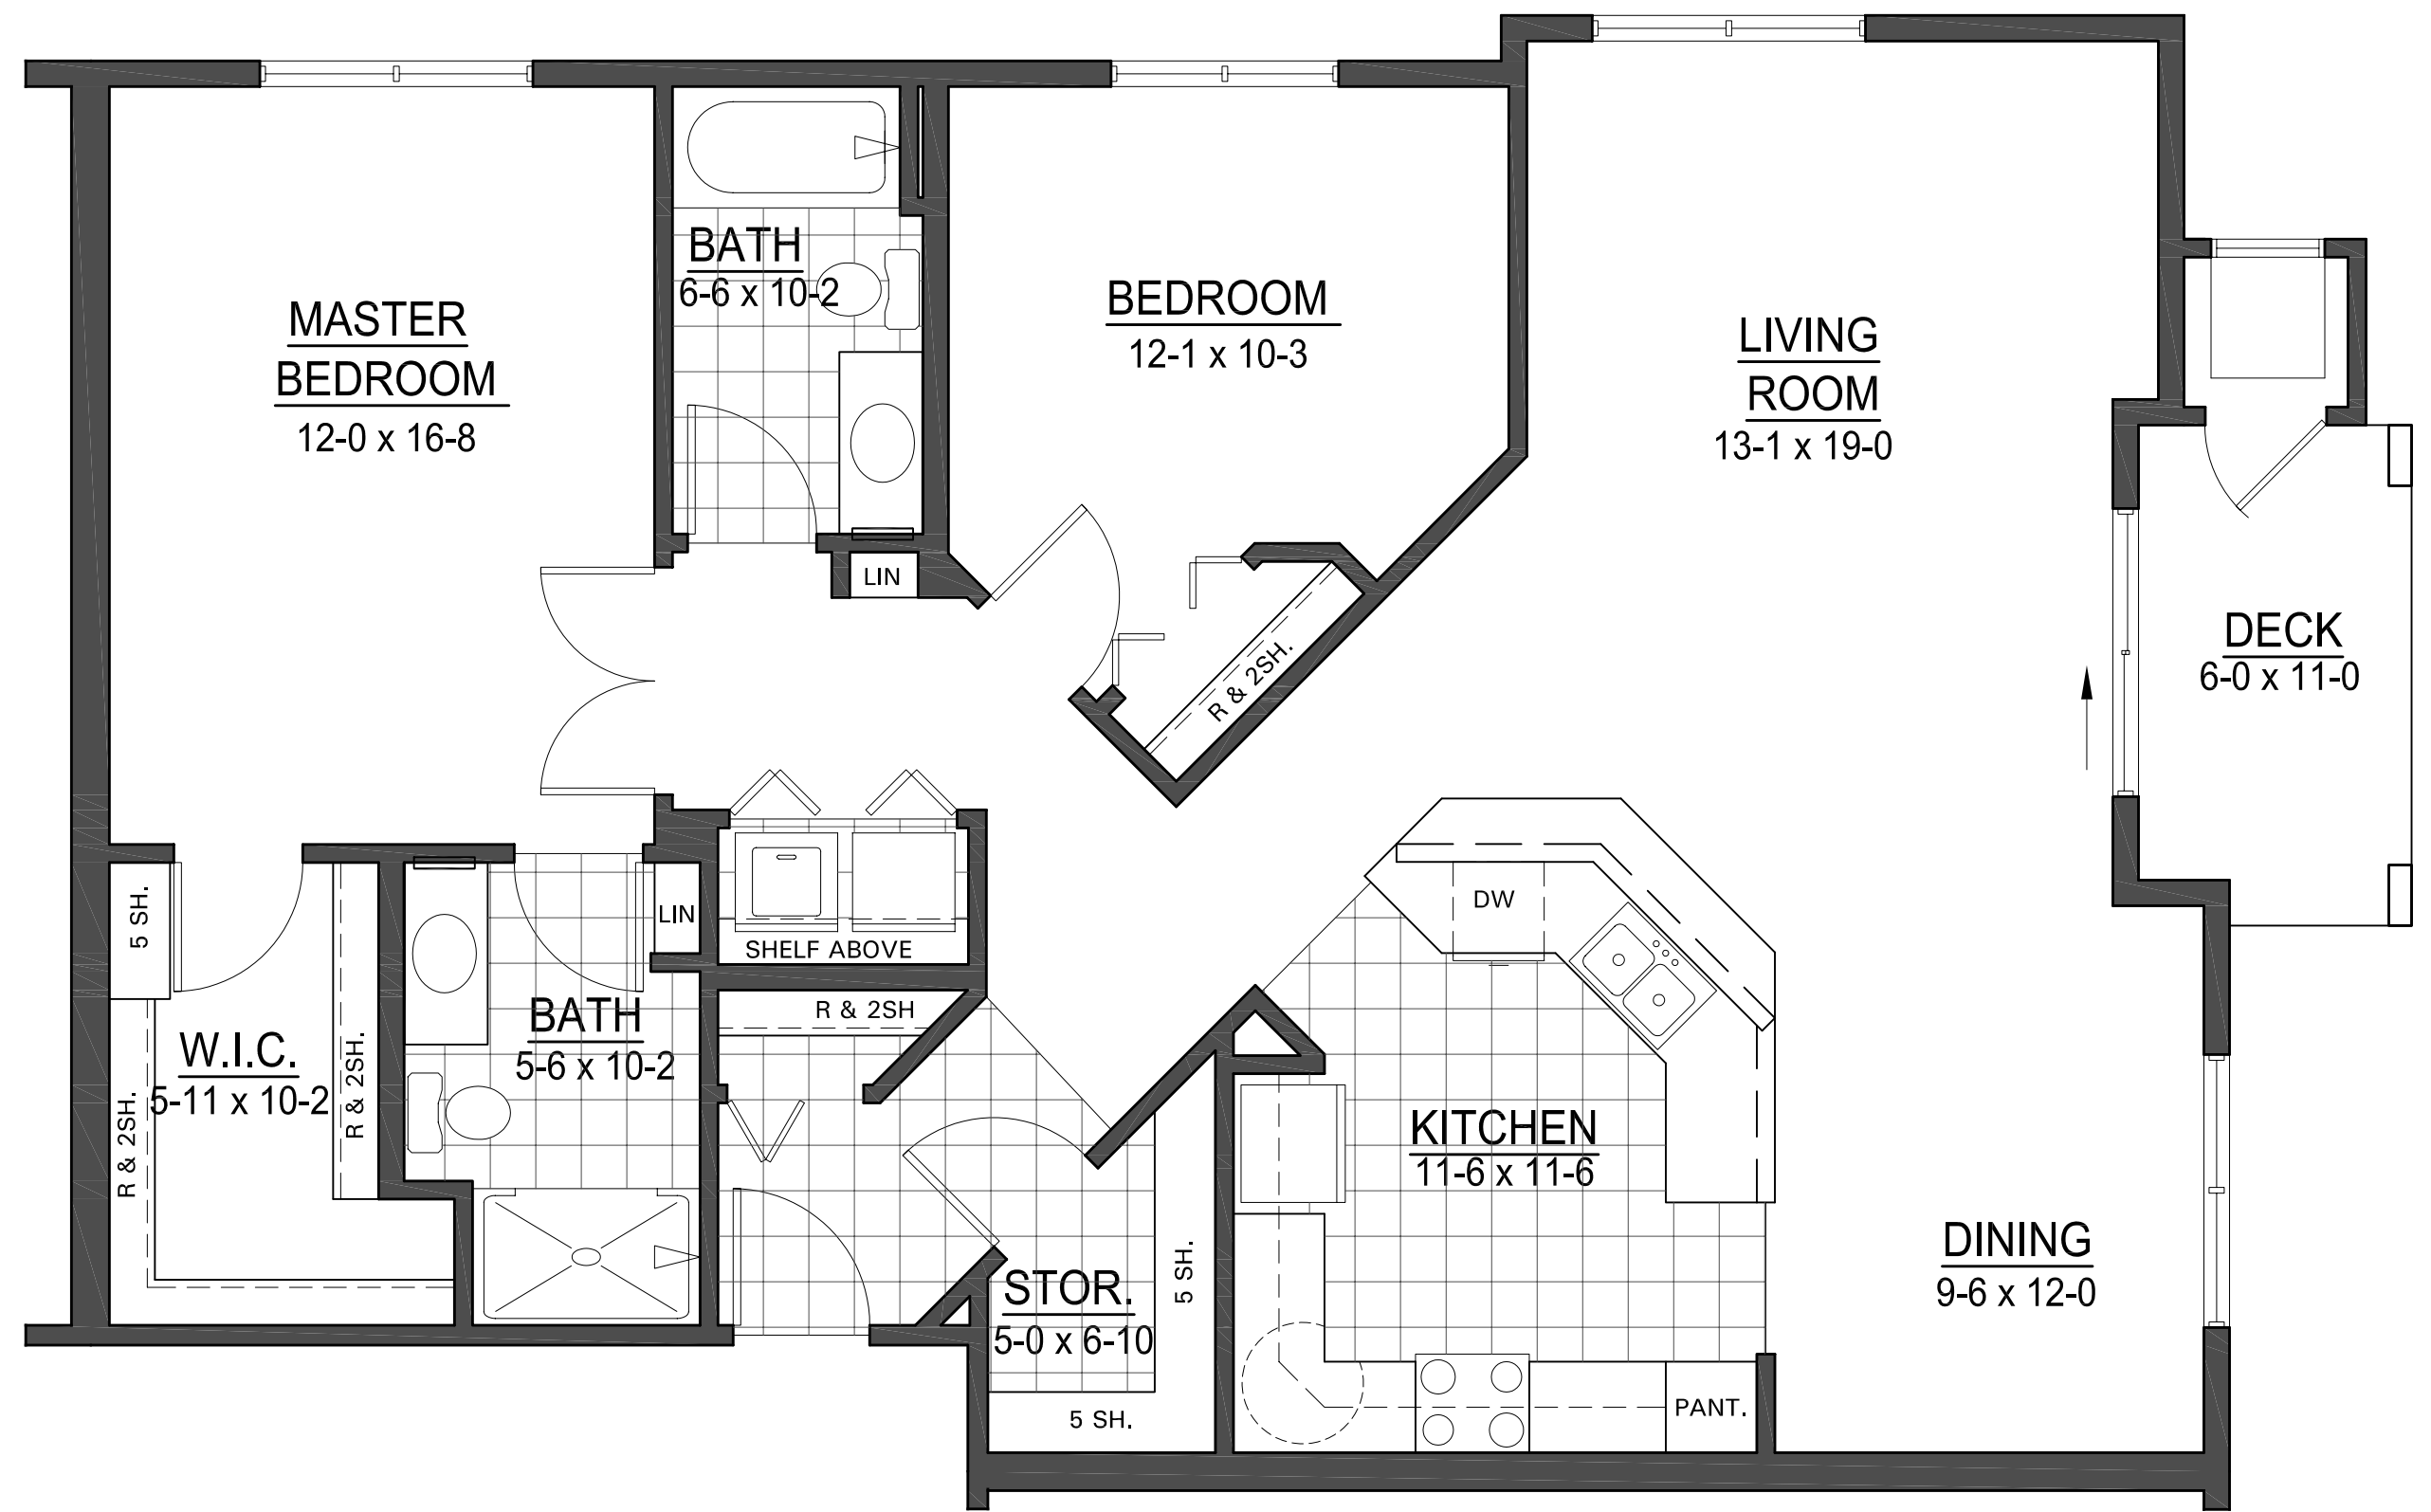 MASTER
BEDROOM
12-0 x 16-8
BATH
6-6 x 10-2
BEDROOM
12-1 x 10-3
LIVING
ROOM
13-1 x 19-0
DECK
6-0 x 11-0
LIN
R & 2SH.
5 SH.
LIN
SHELF ABOVE
DW
W.I.C.
5-11 x 10-2
R & 2SH.
R & 2SH.
BATH
5-6 x 10-2
R & 2SH
KITCHEN
11-6 x 11-6
DINING
9-6 x 12-0
STOR.
5-0 x 6-10
5 SH.
5 SH.
PANT.